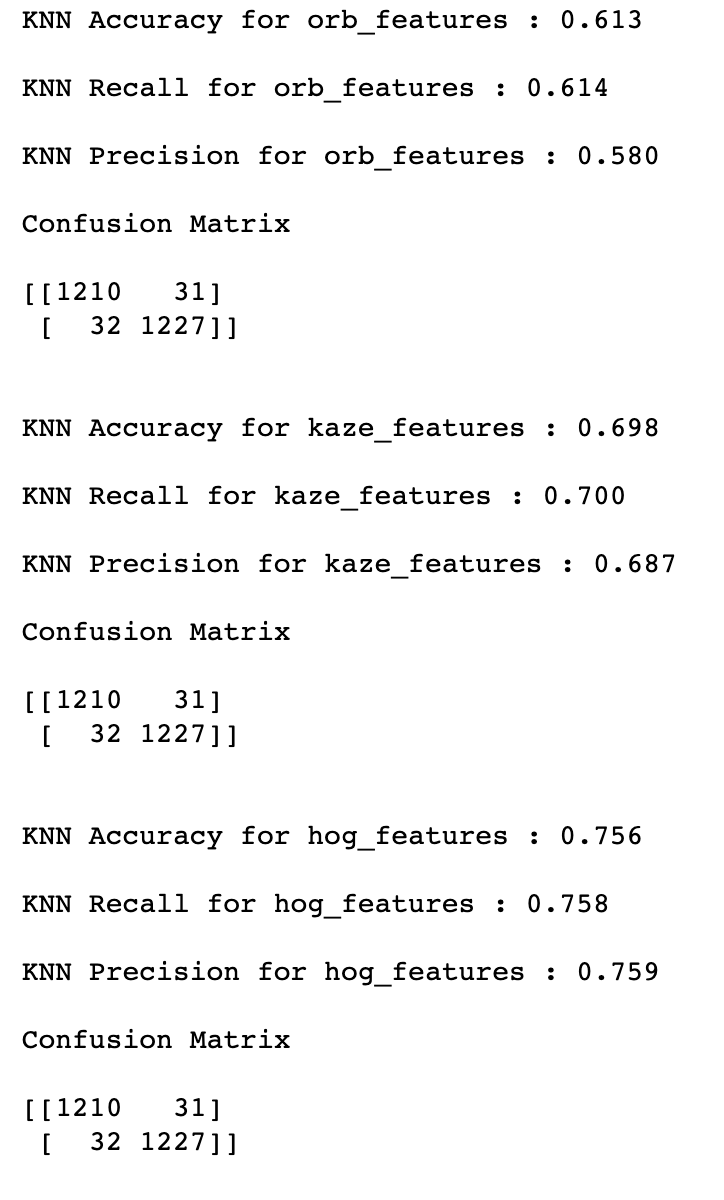 KNN Accuracy for orb_features : 0.613
KNN Recall for orb_features : 0.614
KNN Precision for orb_features : 0.580
Confusion Matrix
[[1210   31]
 [  32 1227]]
KNN Accuracy for kaze_features : 0.698
KNN Recall for kaze_features : 0.700
KNN Precision for kaze_features : 0.687
Confusion Matrix
[[1210   31]
 [  32 1227]]
KNN Accuracy for hog_features : 0.756
KNN Recall for hog_features : 0.758
KNN Precision for hog_features : 0.759
Confusion Matrix
[[1210   31]
 [  32 1227]]